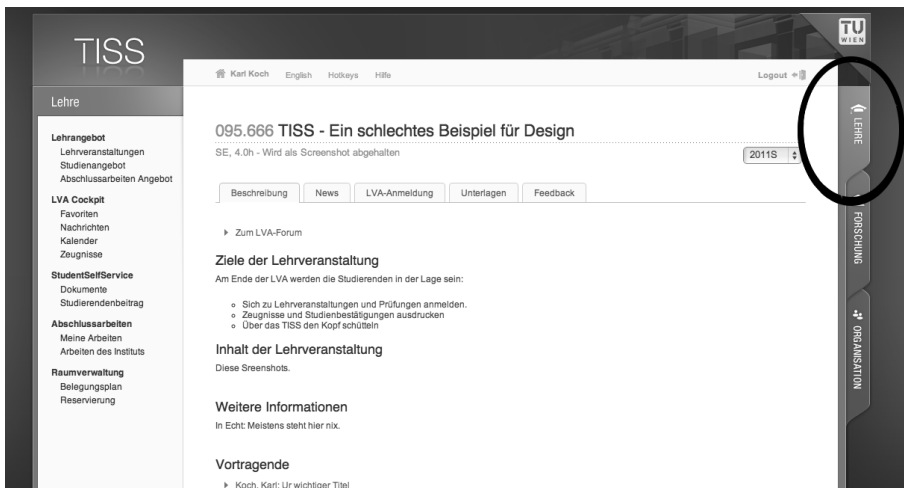 TISS
TU
WIEN
Karl Koch English Hotkeys Hilfe Logout
Lehre
Lehrangebot
Lehrveranstaltungen
Studienangebot
Abschlussarbeiten Angebot
LVA Cockpit
Favoriten
Nachrichten
Kalender
Zeugnisse
StudentSelfService
Dokumente
Studierendenbeitrag
Abschlussarbeiten
Meine Arbeiten
Arbeiten des Instituts
Raumverwaltung
Belegungsplan
Reservierung
095.666 TISS - Ein schlechtes Beispiel für Design
SE, 4.0h - Wird als Screenshot abgehalten
2011S
Beschreibung News LVA-Anmeldung Unterlagen Feedback
Zum LVA-Forum
Ziele der Lehrveranstaltung
Am Ende der LVA werden die Studierenden in der Lage sein:
Sich zu Lehrveranstaltungen und Prüfungen anmelden.
Zeugnisse und Studienbestätigungen ausdrucken
Über das TISS den Kopf schütteln
Inhalt der Lehrveranstaltung
Diese Sreenshots.
Weitere Informationen
In Echt: Meistens steht hier nix.
Vortragende
Koch, Karl: Ur wichtiger Titel
LEHRE
FORSCHUNG
ORGANISATION